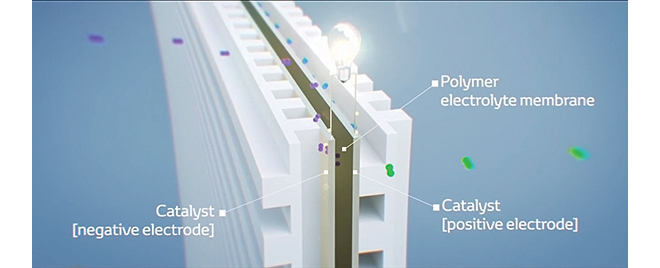 Polymer
electrolyte membrane
Catalyst
[negative electrode]
Catalyst
[positive electrode]